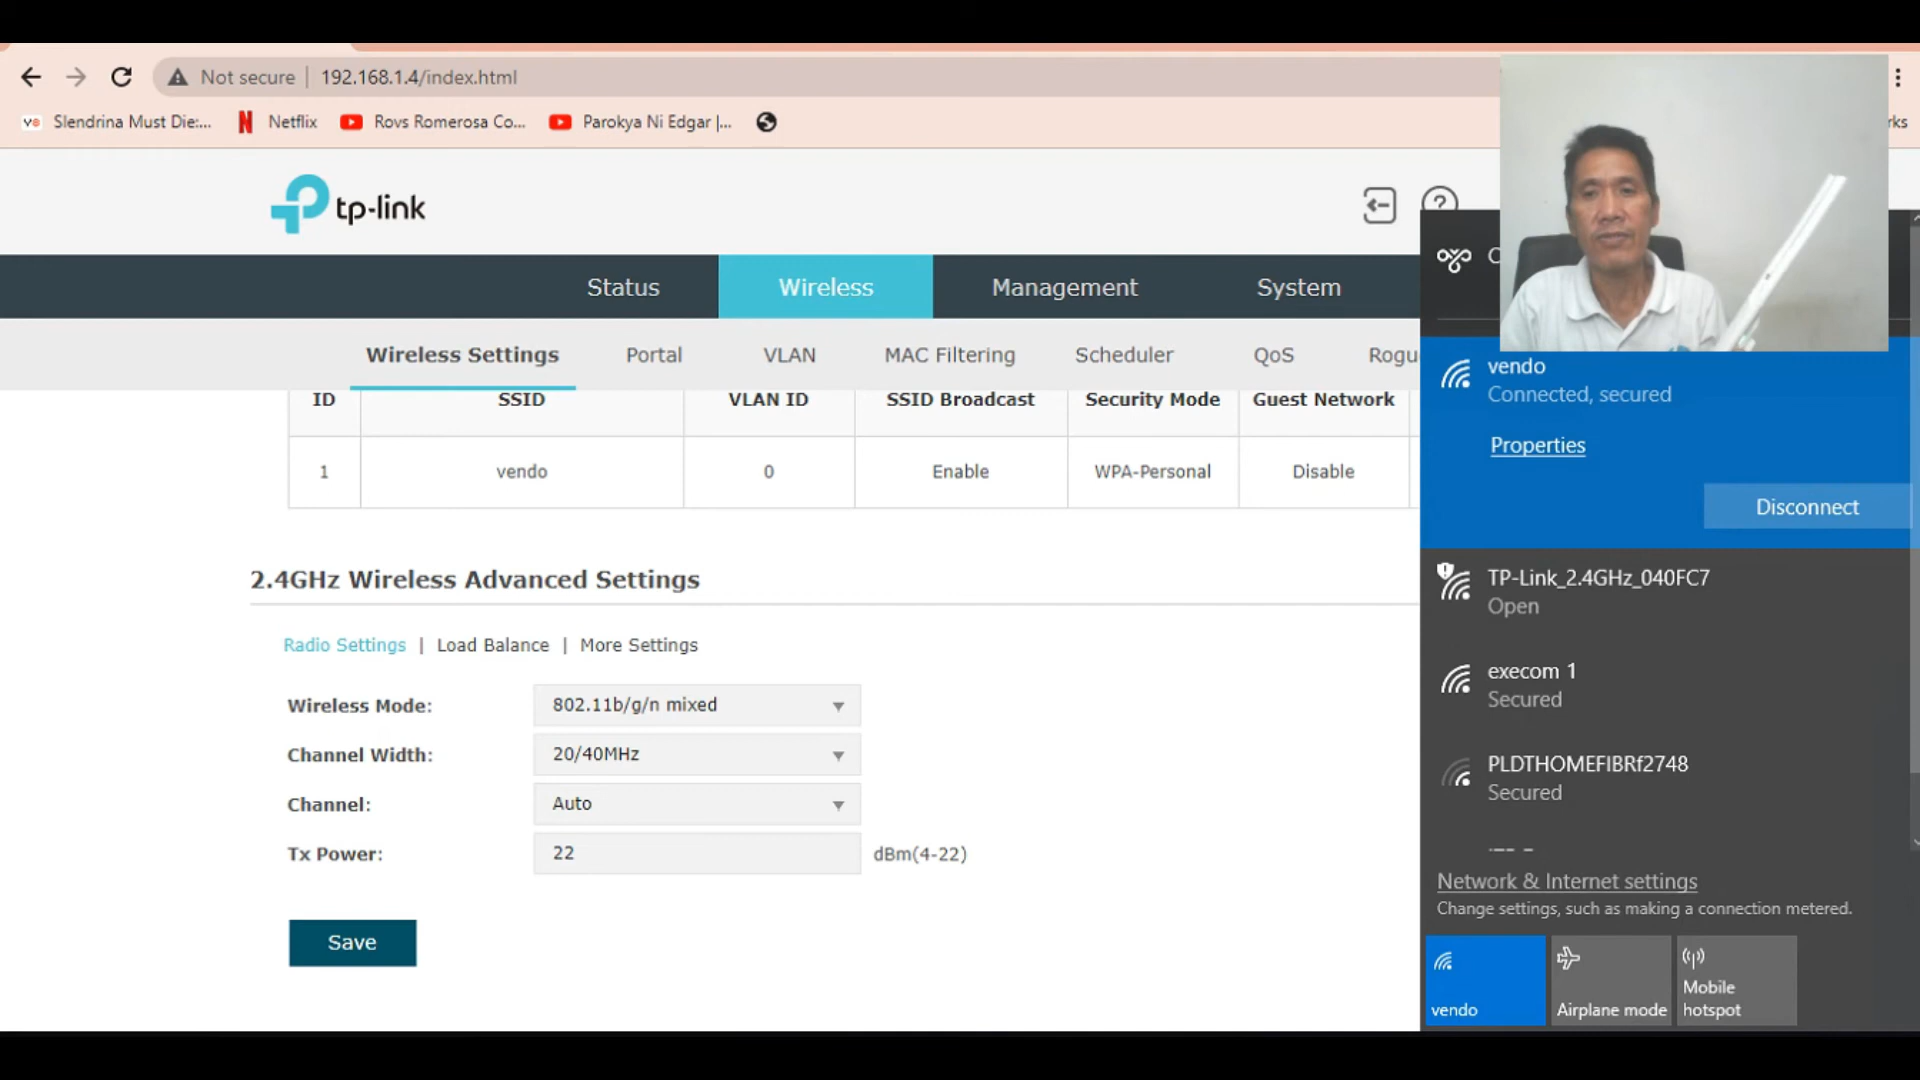 Not secure 192.168.1.4/index.html
Slendrina Must Die:... Netflix Rovs Romerosa Co... Parokya Ni Edgar |... rks
tp-link
Status Wireless Management System
Wireless Settings Portal VLAN MAC Filtering Scheduler QoS Rogu
ID SSID VLAN ID SSID Broadcast Security Mode Guest Network
1 vendo 0 Enable WPA-Personal Disable
2.4GHz Wireless Advanced Settings
Radio Settings | Load Balance | More Settings
Wireless Mode: 802.11b/g/n mixed
Channel Width: 20/40MHz
Channel: Auto
Tx Power: 22 dBm(4-22)
Save
vendo
Connected, secured
Properties
Disconnect
TP-Link_2.4GHz_040FC7
Open
execom 1
Secured
PLDTHOMEFIBRf2748
Secured
Network & Internet settings
Change settings, such as making a connection metered.
vendo
Airplane mode
Mobile
hotspot